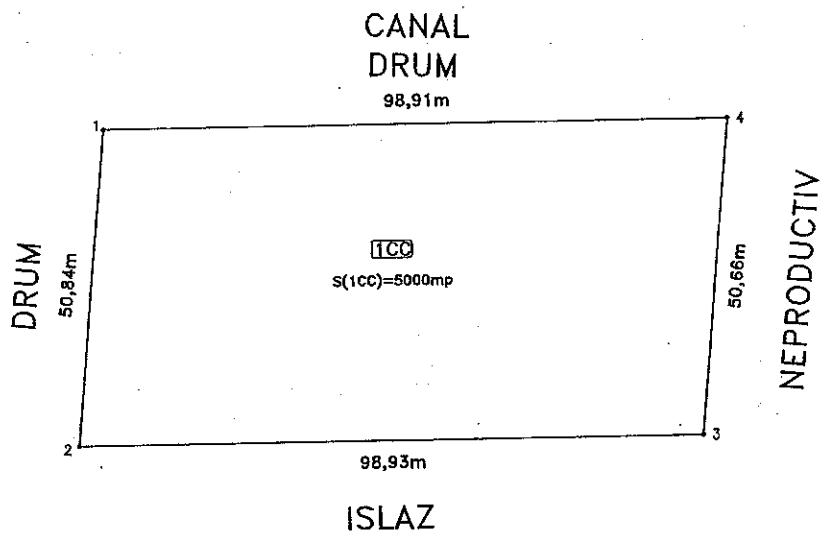 CANAL
DRUM
98,91m
1
4
DRUM
50,84m
1CC
S(1CC)=5000mp
50,66m
NEPRODUCTIV
2
3
98,93m
ISLAZ